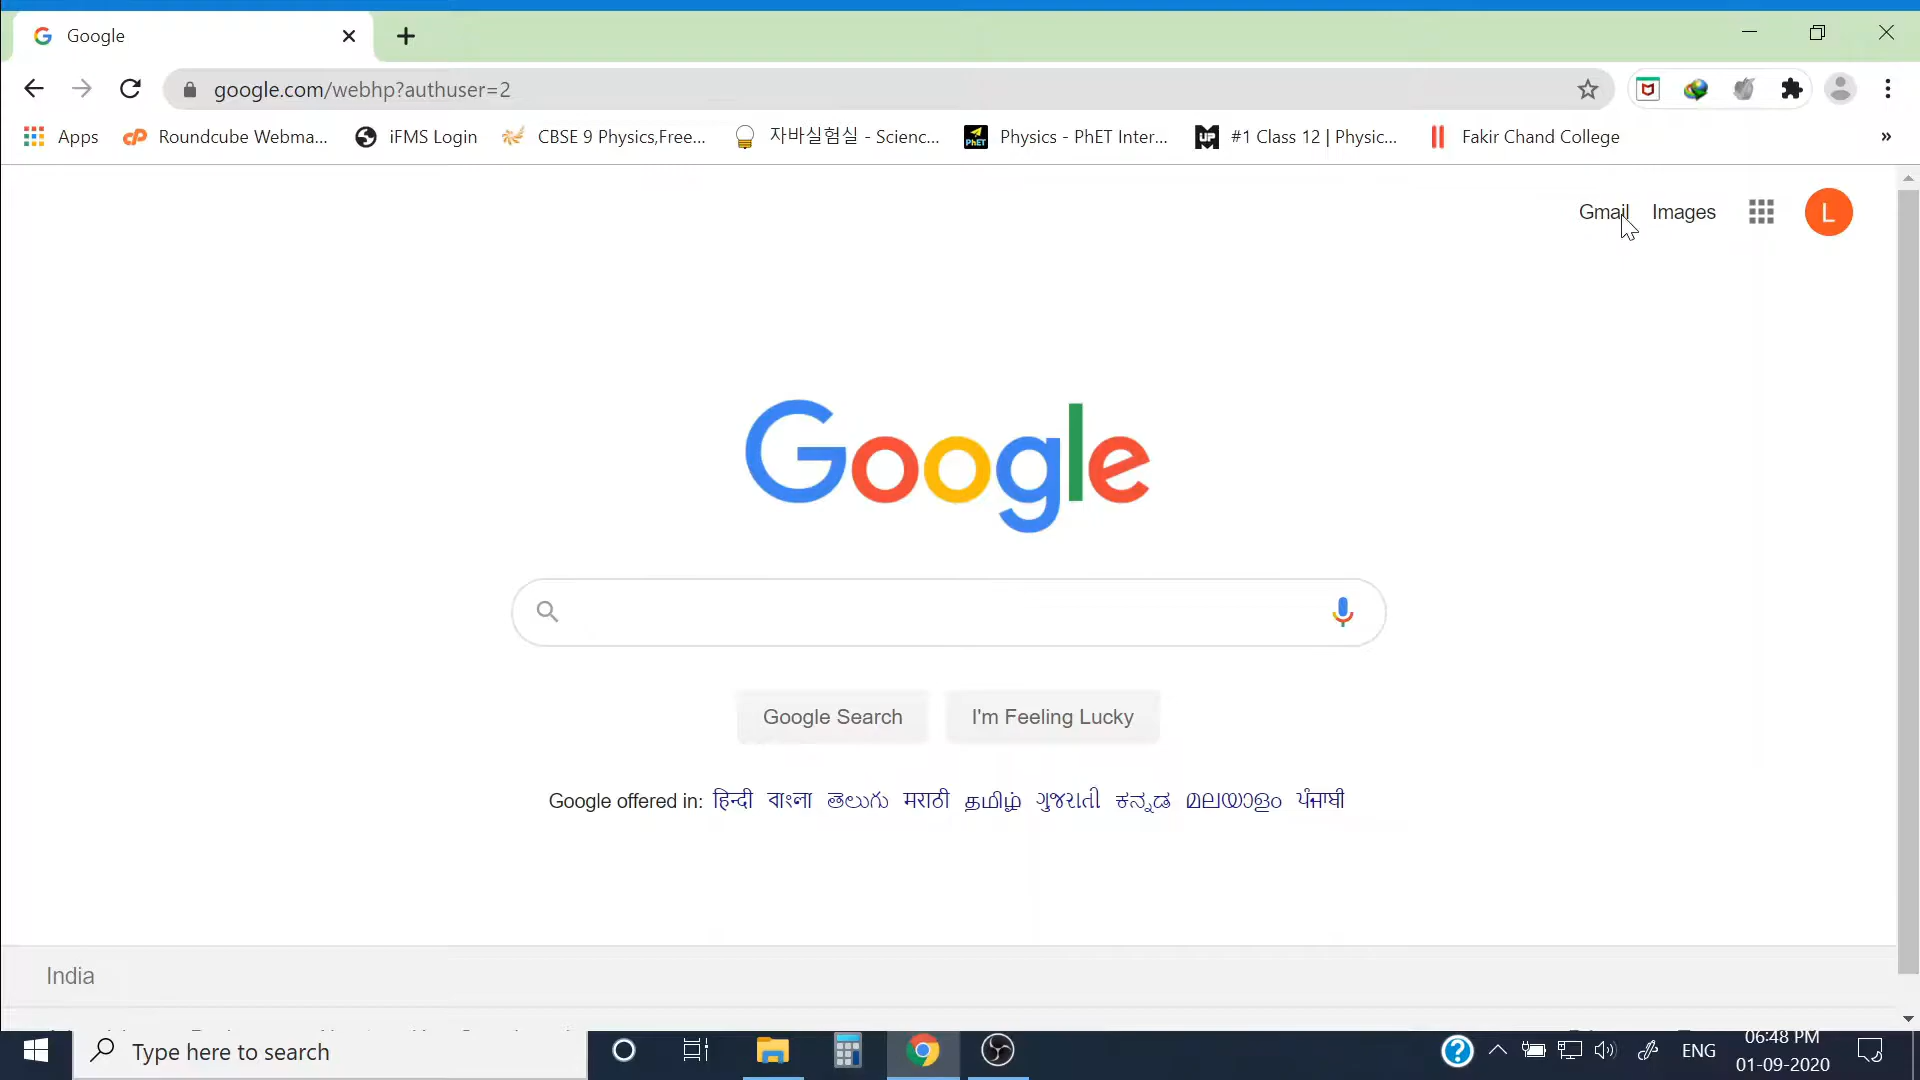 Google
google.com/webhp?authuser=2
Apps Roundcube Webma... iFMS Login CBSE 9 Physics,Free... 자바실험실 - Scienc... Physics - PhET Inter... #1 Class 12 | Physic... Fakir Chand College »
Gmail Images L
Google
Google Search I'm Feeling Lucky
Google offered in: हिन्दी বাংলা తెలుగు मराठी தமிழ் ગુજરાતી ಕನ್ನಡ മലയാളം ਪੰਜਾਬੀ
India
Type here to search
ENG
06:48 PM
01-09-2020